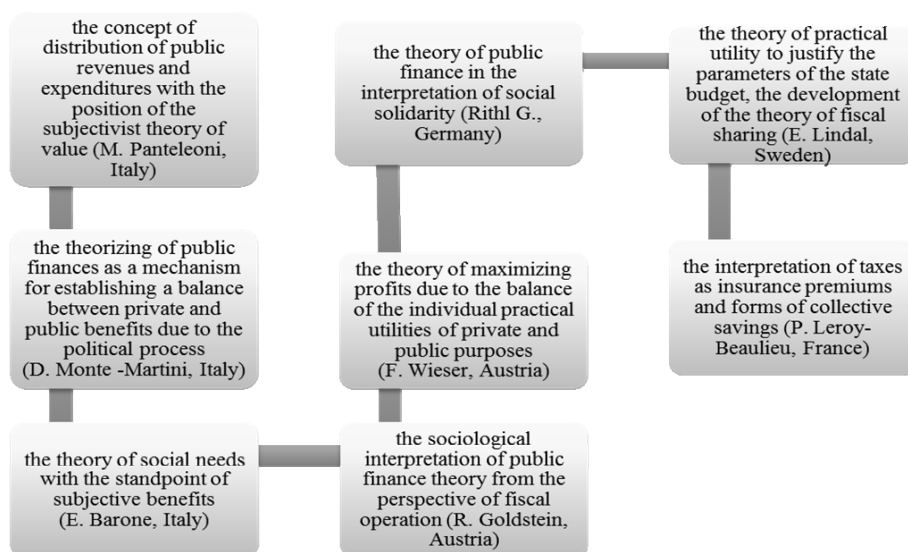 the concept of
distribution of public
revenues and
expenditures with the
position of the
subjectivist theory of
value (M. Panteleoni,
Italy)
the theorizing of public
finances as a mechanism
for establishing a balance
between private and
public benefits due to the
political process
(D. Monte -Martini, Italy)
the theory of social needs
with the standpoint of
subjective benefits
(E. Barone, Italy)
the sociological
interpretation of public
finance theory from the
perspective of fiscal
operation (R. Goldstein,
Austria)
the theory of maximizing
profits due to the balance
of the individual practical
utilities of private and
public purposes
(F. Wieser, Austria)
the theory of public
finance in the
interpretation of social
solidarity (Rithl G.,
Germany)
the theory of practical
utility to justify the
parameters of the state
budget, the development
of the theory of fiscal
sharing (E. Lindal,
Sweden)
the interpretation of taxes
as insurance premiums
and forms of collective
savings (P. Leroy-
Beaulieu, France)